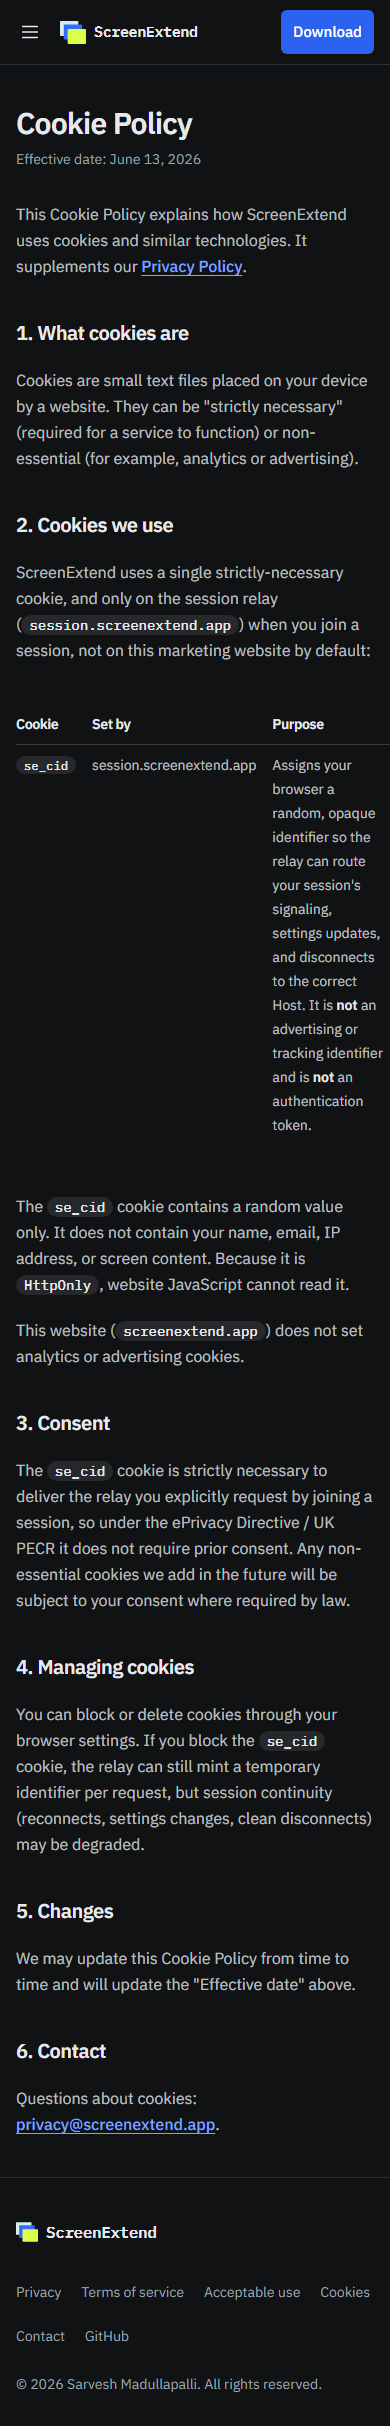 ScreenExtend
Download
Cookie Policy
Effective date: June 13, 2026
This Cookie Policy explains how ScreenExtend
uses cookies and similar technologies. It
supplements our Privacy Policy.
1. What cookies are
Cookies are small text files placed on your device
by a website. They can be "strictly necessary"
(required for a service to function) or non-
essential (for example, analytics or advertising).
2. Cookies we use
ScreenExtend uses a single strictly-necessary
cookie, and only on the session relay
(session.screenextend.app) when you join a
session, not on this marketing website by default:
Cookie Set by Purpose
se_cid session.screenextend.app Assigns your
browser a
random, opaque
identifier so the
relay can route
your session's
signaling,
settings updates,
and disconnects
to the correct
Host. It is not an
advertising or
tracking identifier
and is not an
authentication
token.
The se_cid cookie contains a random value
only. It does not contain your name, email, IP
address, or screen content. Because it is
HttpOnly, website JavaScript cannot read it.
This website (screenextend.app) does not set
analytics or advertising cookies.
3. Consent
The se_cid cookie is strictly necessary to
deliver the relay you explicitly request by joining a
session, so under the ePrivacy Directive / UK
PECR it does not require prior consent. Any non-
essential cookies we add in the future will be
subject to your consent where required by law.
4. Managing cookies
You can block or delete cookies through your
browser settings. If you block the se_cid
cookie, the relay can still mint a temporary
identifier per request, but session continuity
(reconnects, settings changes, clean disconnects)
may be degraded.
5. Changes
We may update this Cookie Policy from time to
time and will update the "Effective date" above.
6. Contact
Questions about cookies:
privacy@screenextend.app.
ScreenExtend
Privacy Terms of service Acceptable use Cookies
Contact GitHub
© 2026 Sarvesh Madullapalli. All rights reserved.